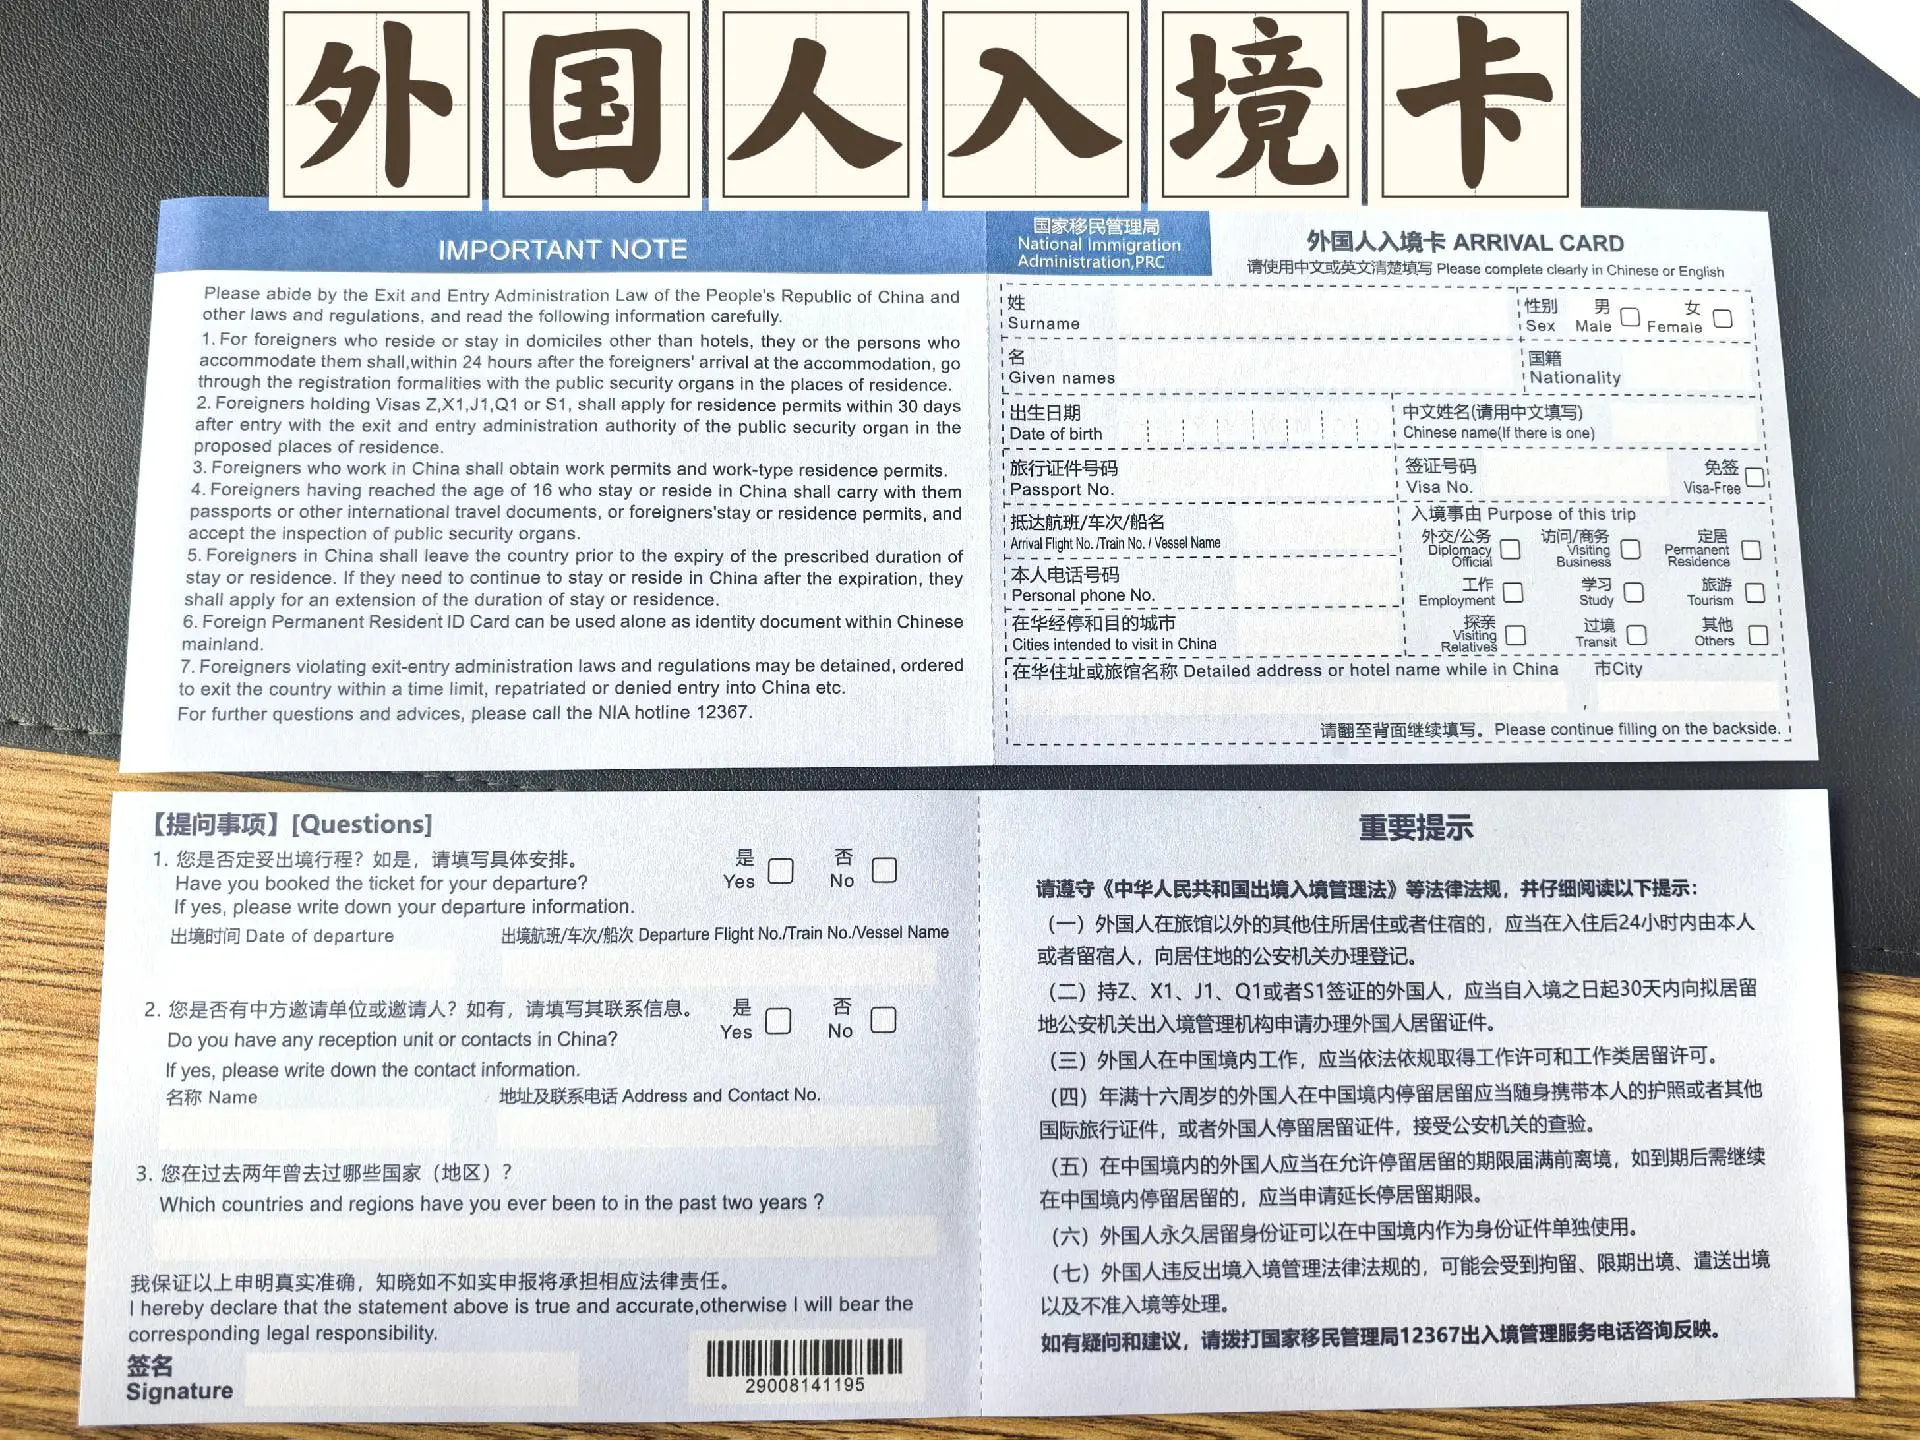 外国人入境卡
IMPORTANT NOTE
Please abide by the Exit and Entry Administration Law of the People's Republic of China and
other laws and regulations, and read the following information carefully.
1. For foreigners who reside or stay in domiciles other than hotels, they or the persons who
accommodate them shall,within 24 hours after the foreigners' arrival at the accommodation, go
through the registration formalities with the public security organs in the places of residence.
2. Foreigners holding Visas Z,X1,J1,Q1 or S1, shall apply for residence permits within 30 days
after entry with the exit and entry administration authority of the public security organ in the
proposed places of residence.
3. Foreigners who work in China shall obtain work permits and work-type residence permits.
4. Foreigners having reached the age of 16 who stay or reside in China shall carry with them
passports or other international travel documents, or foreigners'stay or residence permits, and
accept the inspection of public security organs.
5. Foreigners in China shall leave the country prior to the expiry of the prescribed duration of
stay or residence. If they need to continue to stay or reside in China after the expiration, they
shall apply for an extension of the duration of stay or residence.
6. Foreign Permanent Resident ID Card can be used alone as identity document within Chinese
mainland.
7. Foreigners violating exit-entry administration laws and regulations may be detained, ordered
to exit the country within a time limit, repatriated or denied entry into China etc.
For further questions and advices, please call the NIA hotline 12367.
国家移民管理局
National Immigration
Administration,PRC
外国人入境卡 ARRIVAL CARD
请使用中文或英文清楚填写 Please complete clearly in Chinese or English
姓
Surname
性别 男 女
Sex Male Female
名
Given names
国籍
Nationality
出生日期
Date of birth
中文姓名(请用中文填写)
Chinese name(If there is one)
旅行证件号码
Passport No.
签证号码
Visa No.
免签
Visa-Free
抵达航班/车次/船名
Arrival Flight No./Train No./ Vessel Name
本人电话号码
Personal phone No.
在华经停和目的城市
Cities intended to visit in China
入境事由 Purpose of this trip
外交/公务
Diplomacy
Official
访问/商务
Visiting
Business
定居
Permanent
Residence
工作
Employment
学习
Study
旅游
Tourism
探亲
Visiting
Relatives
过境
Transit
其他
Others
在华住址或旅馆名称 Detailed address or hotel name while in China 市City
,
请翻至背面继续填写。Please continue filling on the backside.
【提问事项】[Questions]
1. 您是否定妥出境行程？如是，请填写具体安排。
Have you booked the ticket for your departure?
If yes, please write down your departure information.
是 否
Yes No
出境时间 Date of departure
出境航班/车次/船次 Departure Flight No./Train No./Vessel Name
2. 您是否有中方邀请单位或邀请人？如有，请填写其联系信息。
Do you have any reception unit or contacts in China?
If yes, please write down the contact information.
是 否
Yes No
名称 Name
地址及联系电话 Address and Contact No.
3. 您在过去两年曾去过哪些国家（地区）？
Which countries and regions have you ever been to in the past two years ?
我保证以上申明真实准确，知晓如不如实申报将承担相应法律责任。
I hereby declare that the statement above is true and accurate,otherwise I will bear the
corresponding legal responsibility.
签名
Signature
29008141195
重要提示
请遵守《中华人民共和国出境入境管理法》等法律法规，并仔细阅读以下提示：
（一）外国人在旅馆以外的其他住所居住或者住宿的，应当在入住后24小时内由本人
或者留宿人，向居住地的公安机关办理登记。
（二）持Z、X1、J1、Q1或者S1签证的外国人，应当自入境之日起30天内向拟居留
地公安机关出入境管理机构申请办理外国人居留证件。
（三）外国人在中国境内工作，应当依法依规取得工作许可和工作类居留许可。
（四）年满十六周岁的外国人在中国境内停留居留应当随身携带本人的护照或者其他
国际旅行证件，或者外国人停留居留证件，接受公安机关的查验。
（五）在中国境内的外国人应当在允许停留居留的期限届满前离境，如到期后需继续
在中国境内停留居留的，应当申请延长停居留期限。
（六）外国人永久居留身份证可以在中国境内作为身份证件单独使用。
（七）外国人违反出境入境管理法律法规的，可能会受到拘留、限期出境、遣送出境
以及不准入境等处理。
如有疑问和建议，请拨打国家移民管理局12367出入境管理服务电话咨询反映。